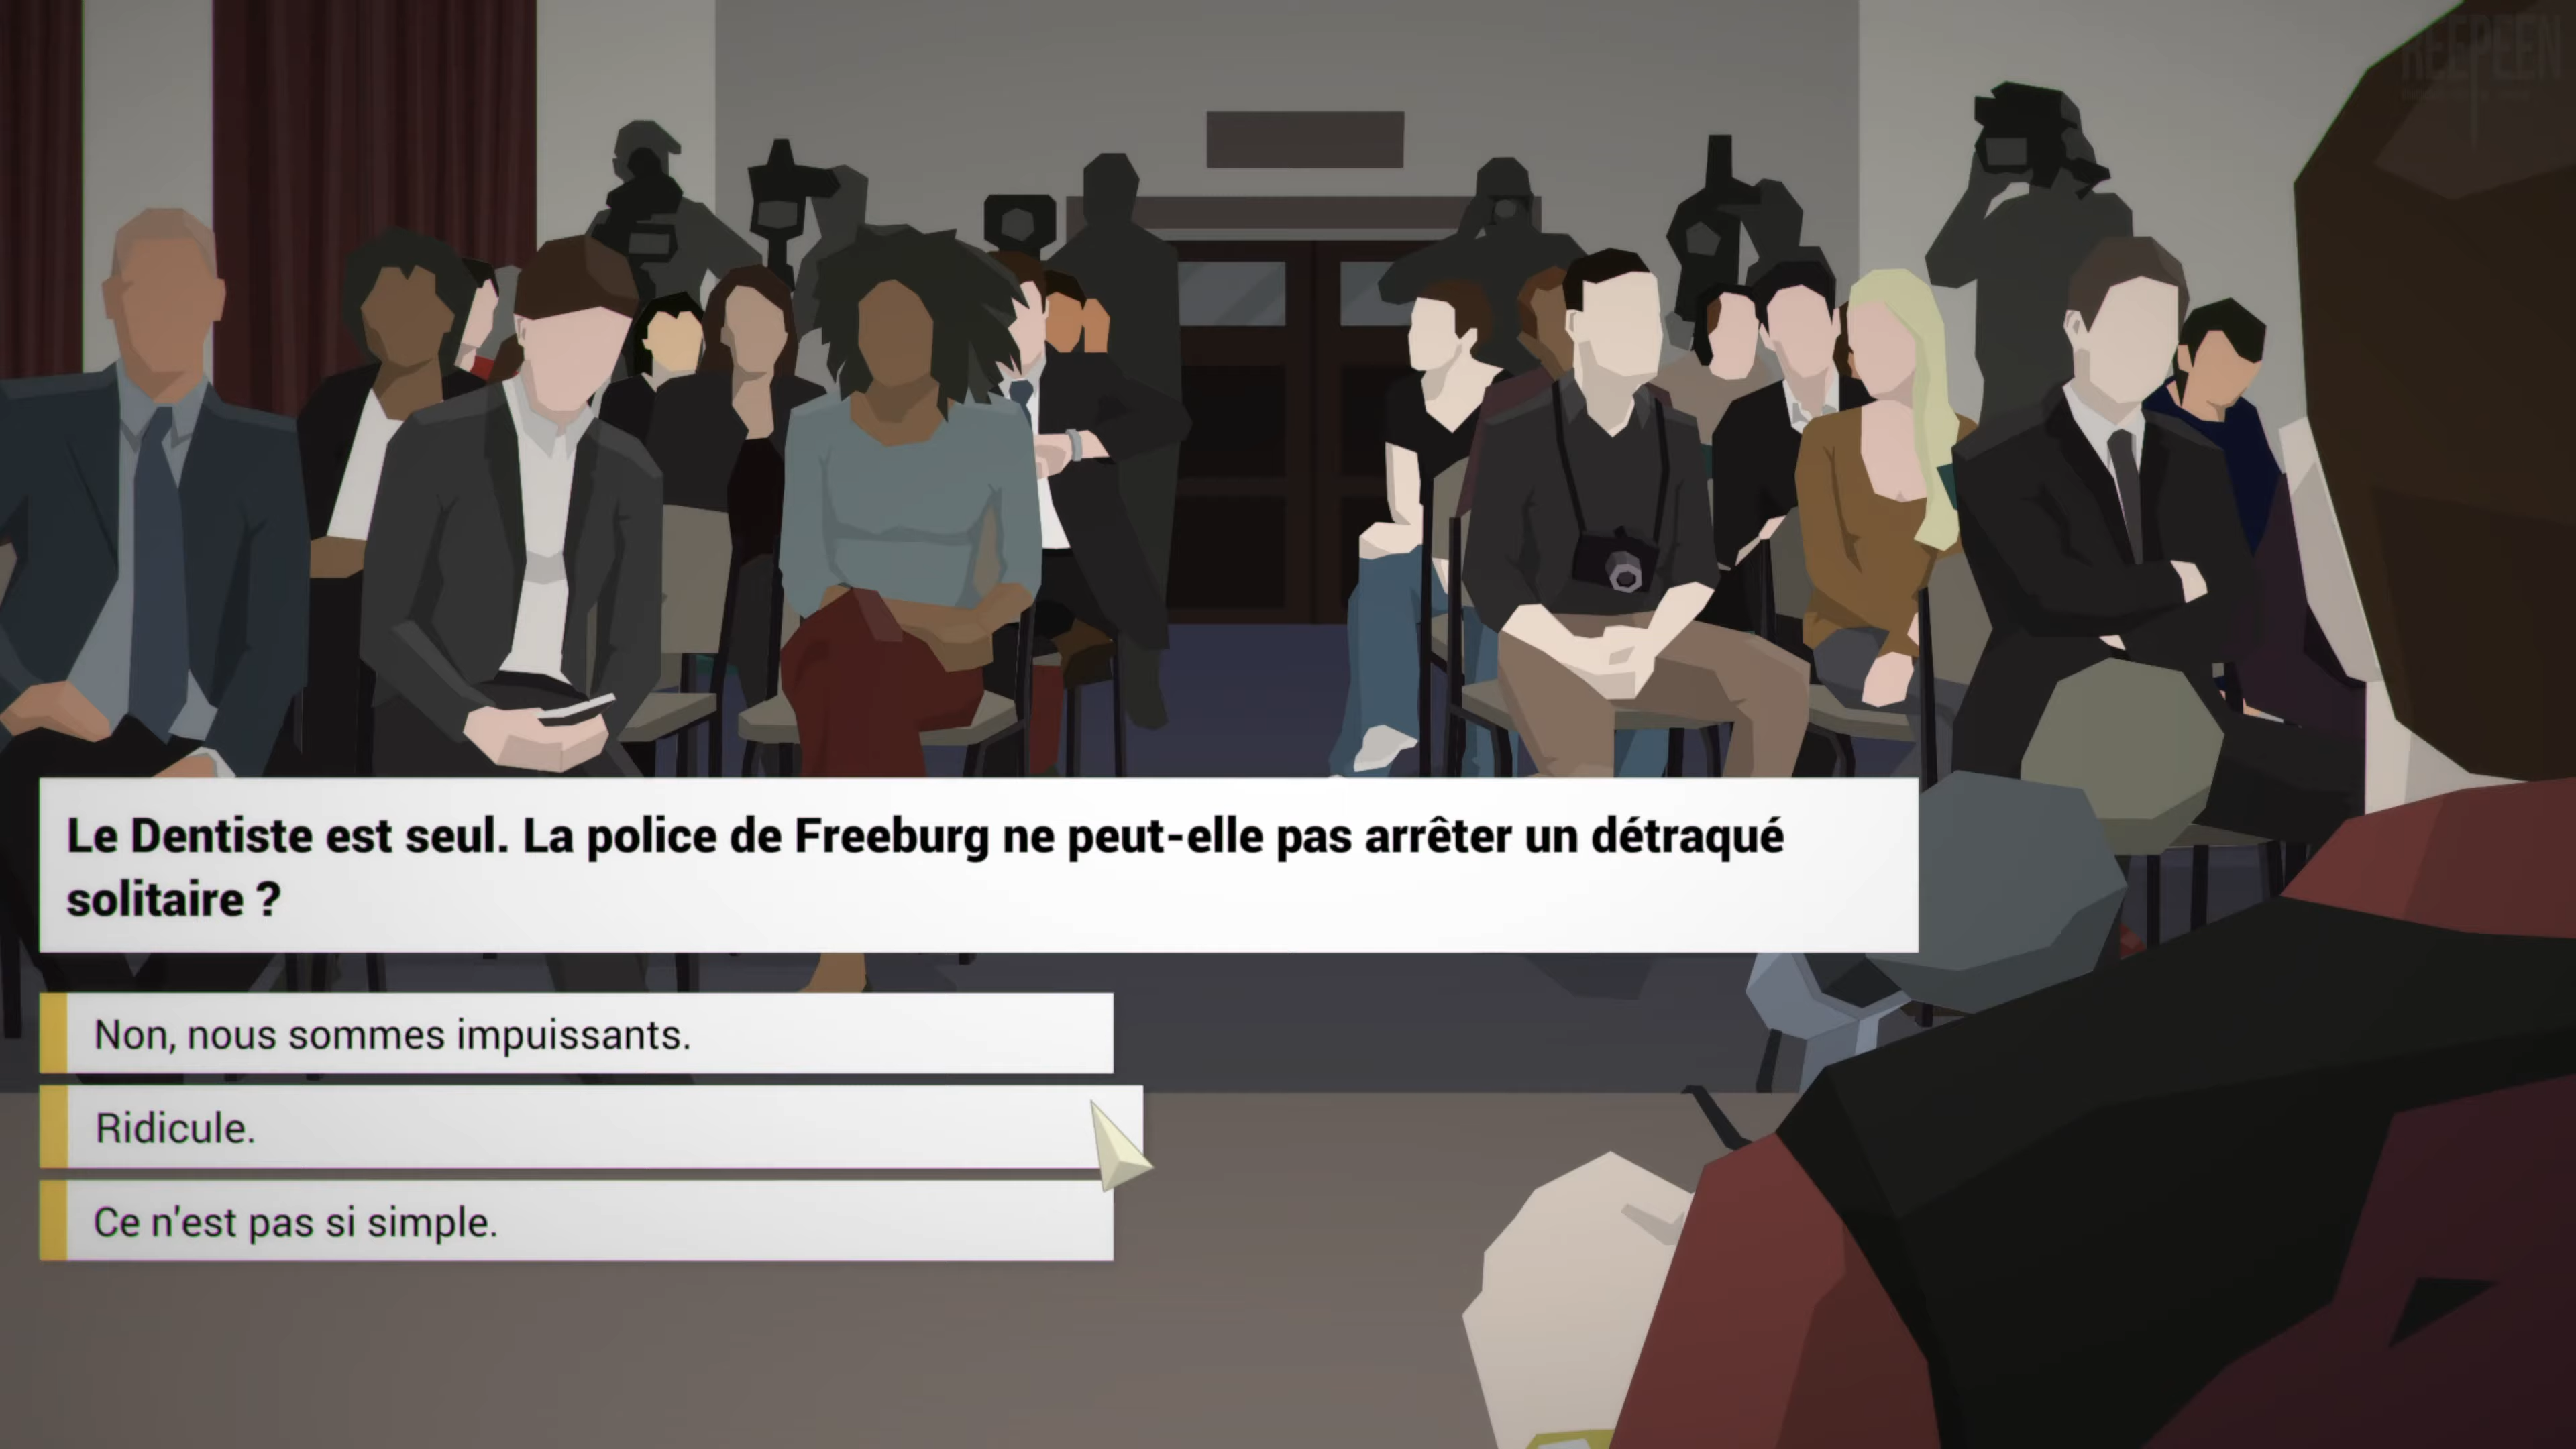 Le Dentiste est seul. La police de Freeburg ne peut-elle pas arrêter un détraqué
solitaire ?
Non, nous sommes impuissants.
Ridicule.
Ce n'est pas si simple.